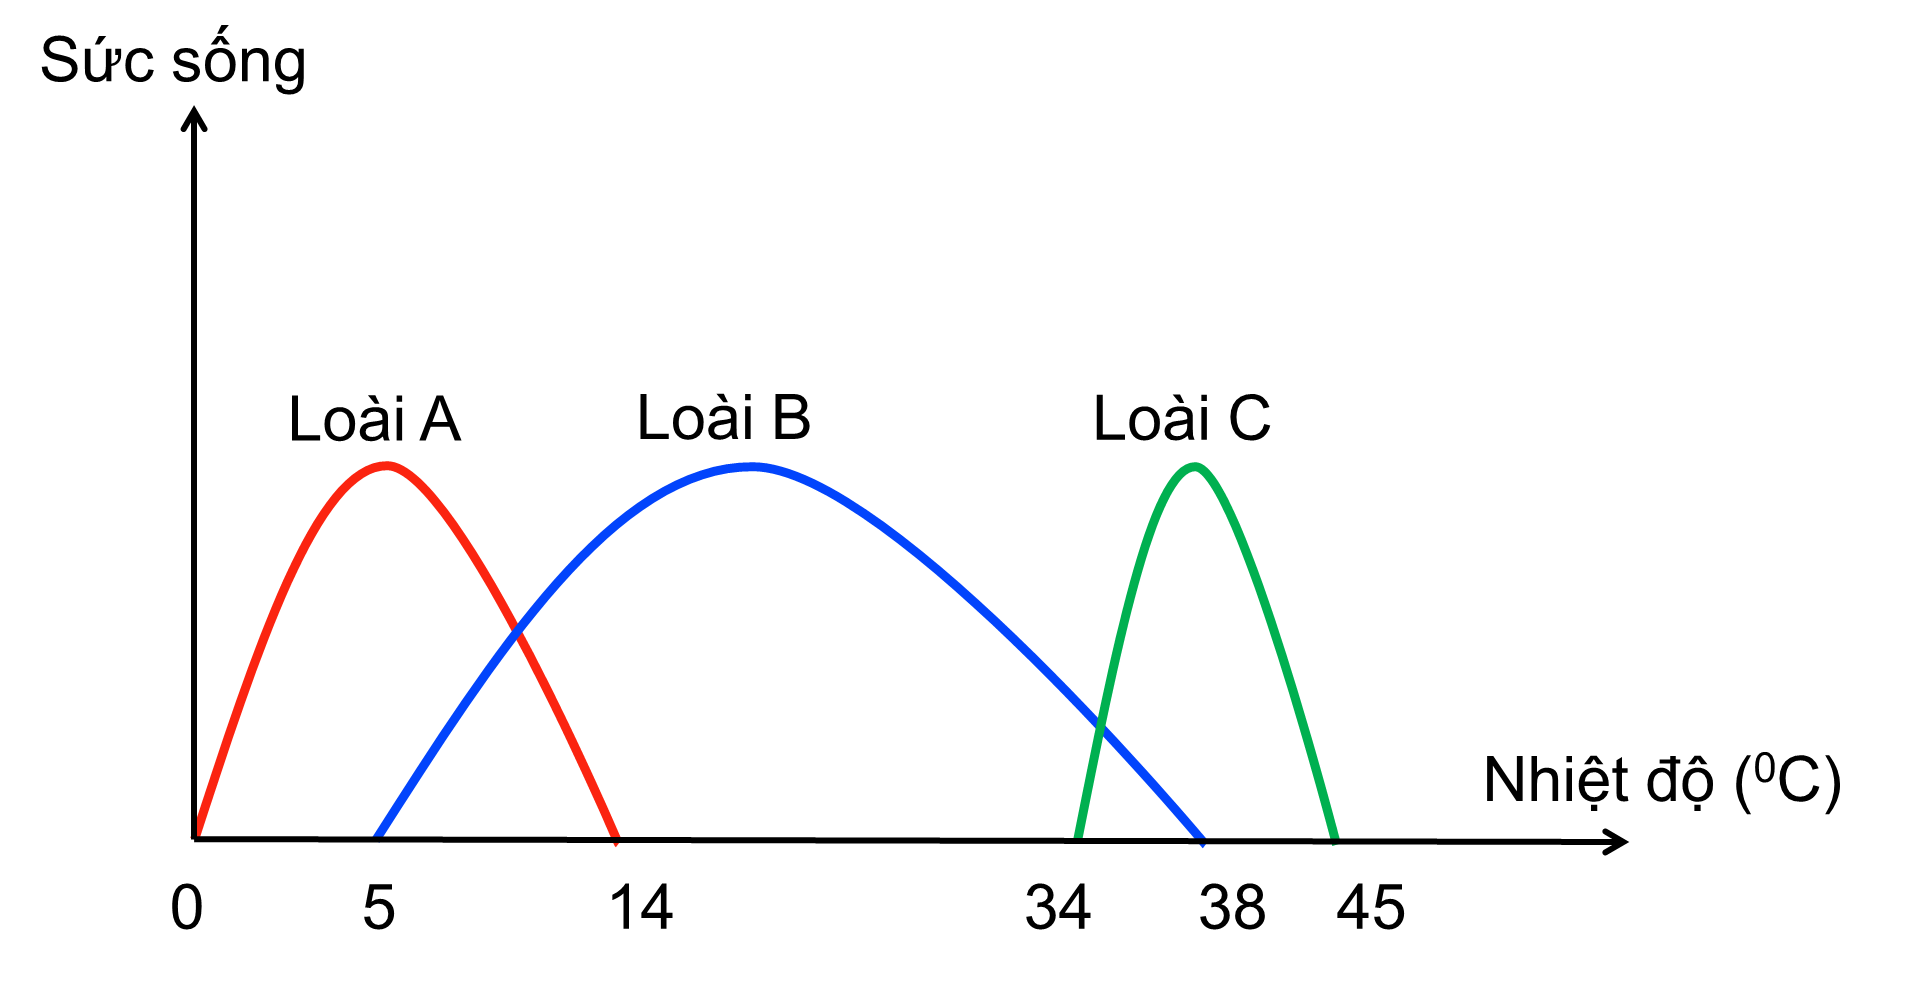 Sức sống
Loài A
Loài B
Loài C
Nhiệt độ (⁰C)
0 5 14 34 38 45